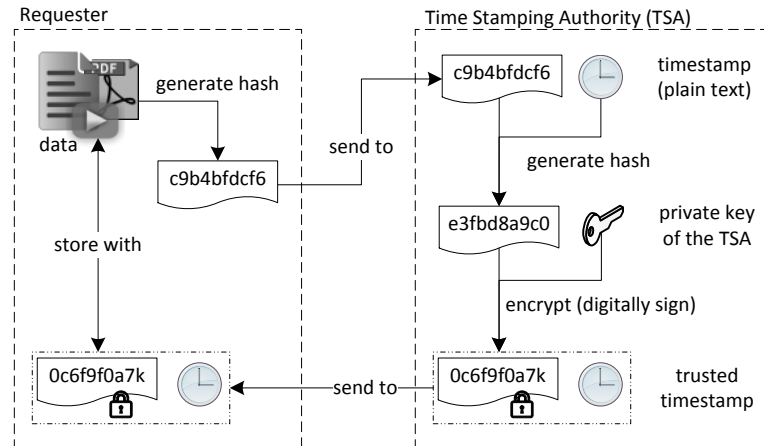 Requester
PDF
data
generate hash
c9b4bfdcf6
store with
0c6f9f0a7k
send to
send to
Time Stamping Authority (TSA)
c9b4bfdcf6
timestamp
(plain text)
generate hash
e3fbd8a9c0
private key
of the TSA
encrypt (digitally sign)
0c6f9f0a7k
trusted
timestamp